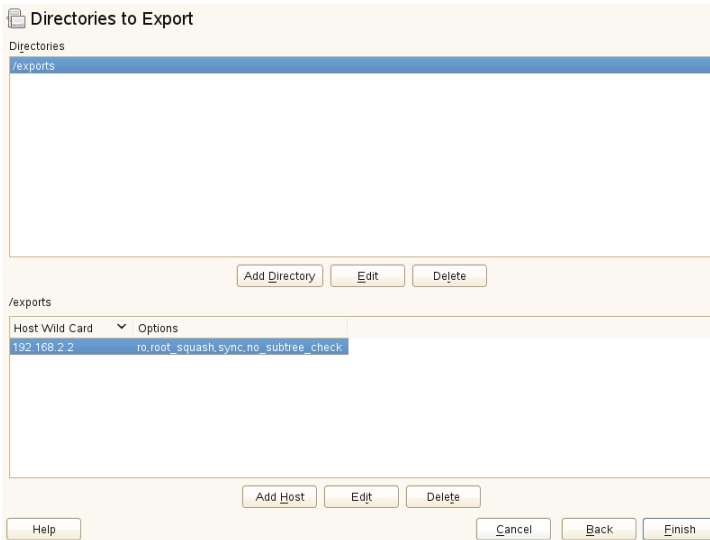 Directories to Export
Directories
/exports
Add Directory Edit Delete
/exports
Host Wild Card Options
192.168.2.2 ro,root_squash,sync,no_subtree_check
Add Host Edit Delete
Help Cancel Back Finish